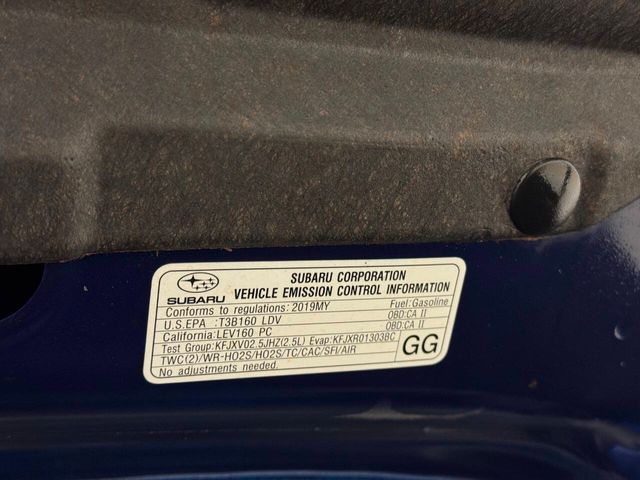 SUBARU CORPORATION
SUBARU VEHICLE EMISSION CONTROL INFORMATION
Conforms to regulations: 2019MY Fuel: Gasoline
U.S.EPA :T3B160 LDV OBD:CA II
California:LEV160 PC OBD:CA II
Test Group:KFJXV02.5JHZ(2.5L) Evap:KFJXR01303BC
TWC(2)/WR-HO2S/HO2S/TC/CAC/SFI/AIR
No adjustments needed.
GG